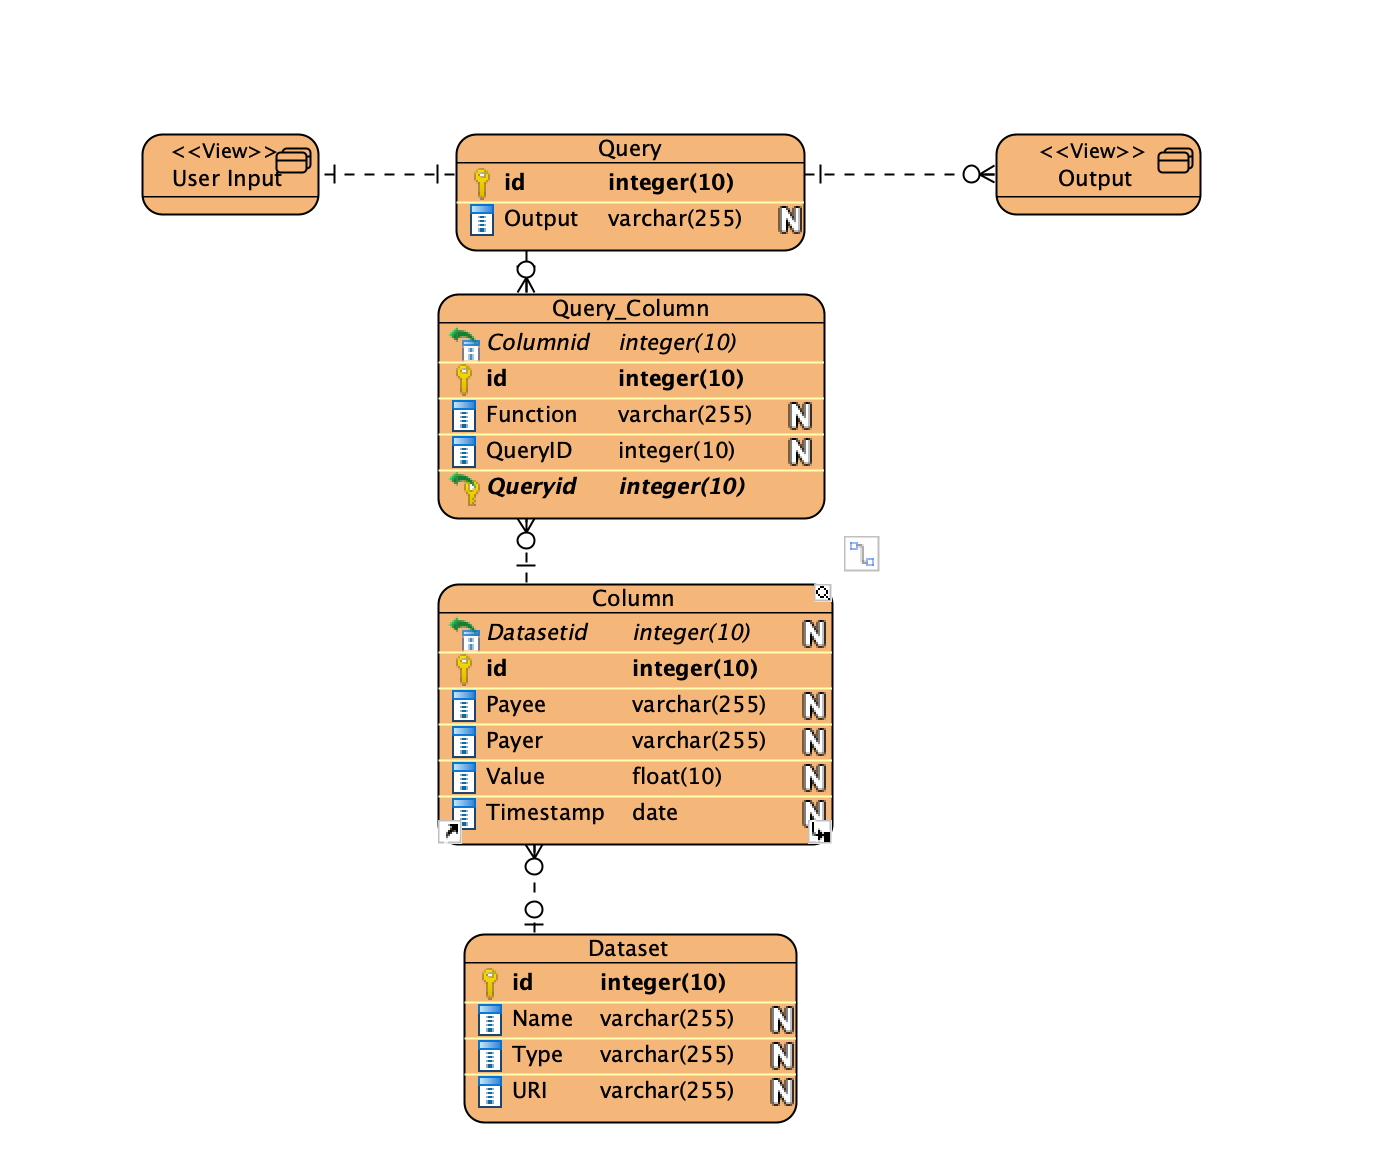 <<View>>
User Input
Query
id integer(10)
Output varchar(255) N
<<View>>
Output
Query_Column
Columnid integer(10)
id integer(10)
Function varchar(255) N
QueryID integer(10) N
Queryid integer(10)
Column
Datasetid integer(10) N
id integer(10)
Payee varchar(255) N
Payer varchar(255) N
Value float(10) N
Timestamp date N
Dataset
id integer(10)
Name varchar(255) N
Type varchar(255) N
URI varchar(255) N